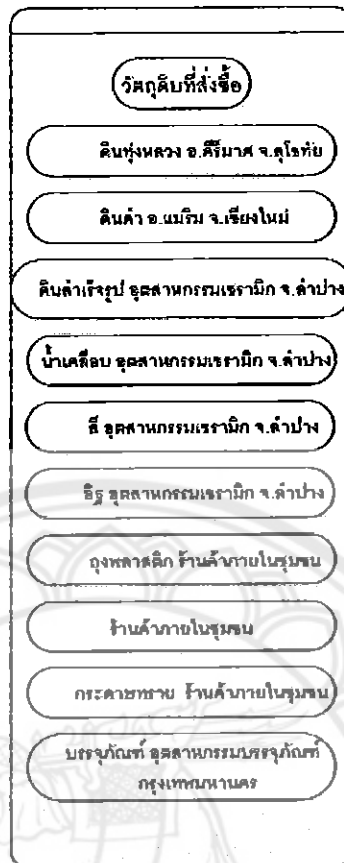 วัตถุดิบที่สั่งซื้อ
ดินทุ่งหลวง อ.คีรีมาศ จ.สุโขทัย
ดินดำ อ.แมริม จ.เชียงใหม่
ดินสำเร็จรูป อุตสาหกรรมเซรามิก จ.ลำปาง
น้ำเคลือบ อุตสาหกรรมเซรามิก จ.ลำปาง
สี อุตสาหกรรมเซรามิก จ.ลำปาง
อิฐ อุตสาหกรรมเซรามิก จ.ลำปาง
ถุงพลาสติก ร้านค้าภายในชุมชน
ร้านค้าภายในชุมชน
กระดาษทราย ร้านค้าภายในชุมชน
บรรจุภัณฑ์ อุตสาหกรรมบรรจุภัณฑ์
กรุงเทพมหานคร